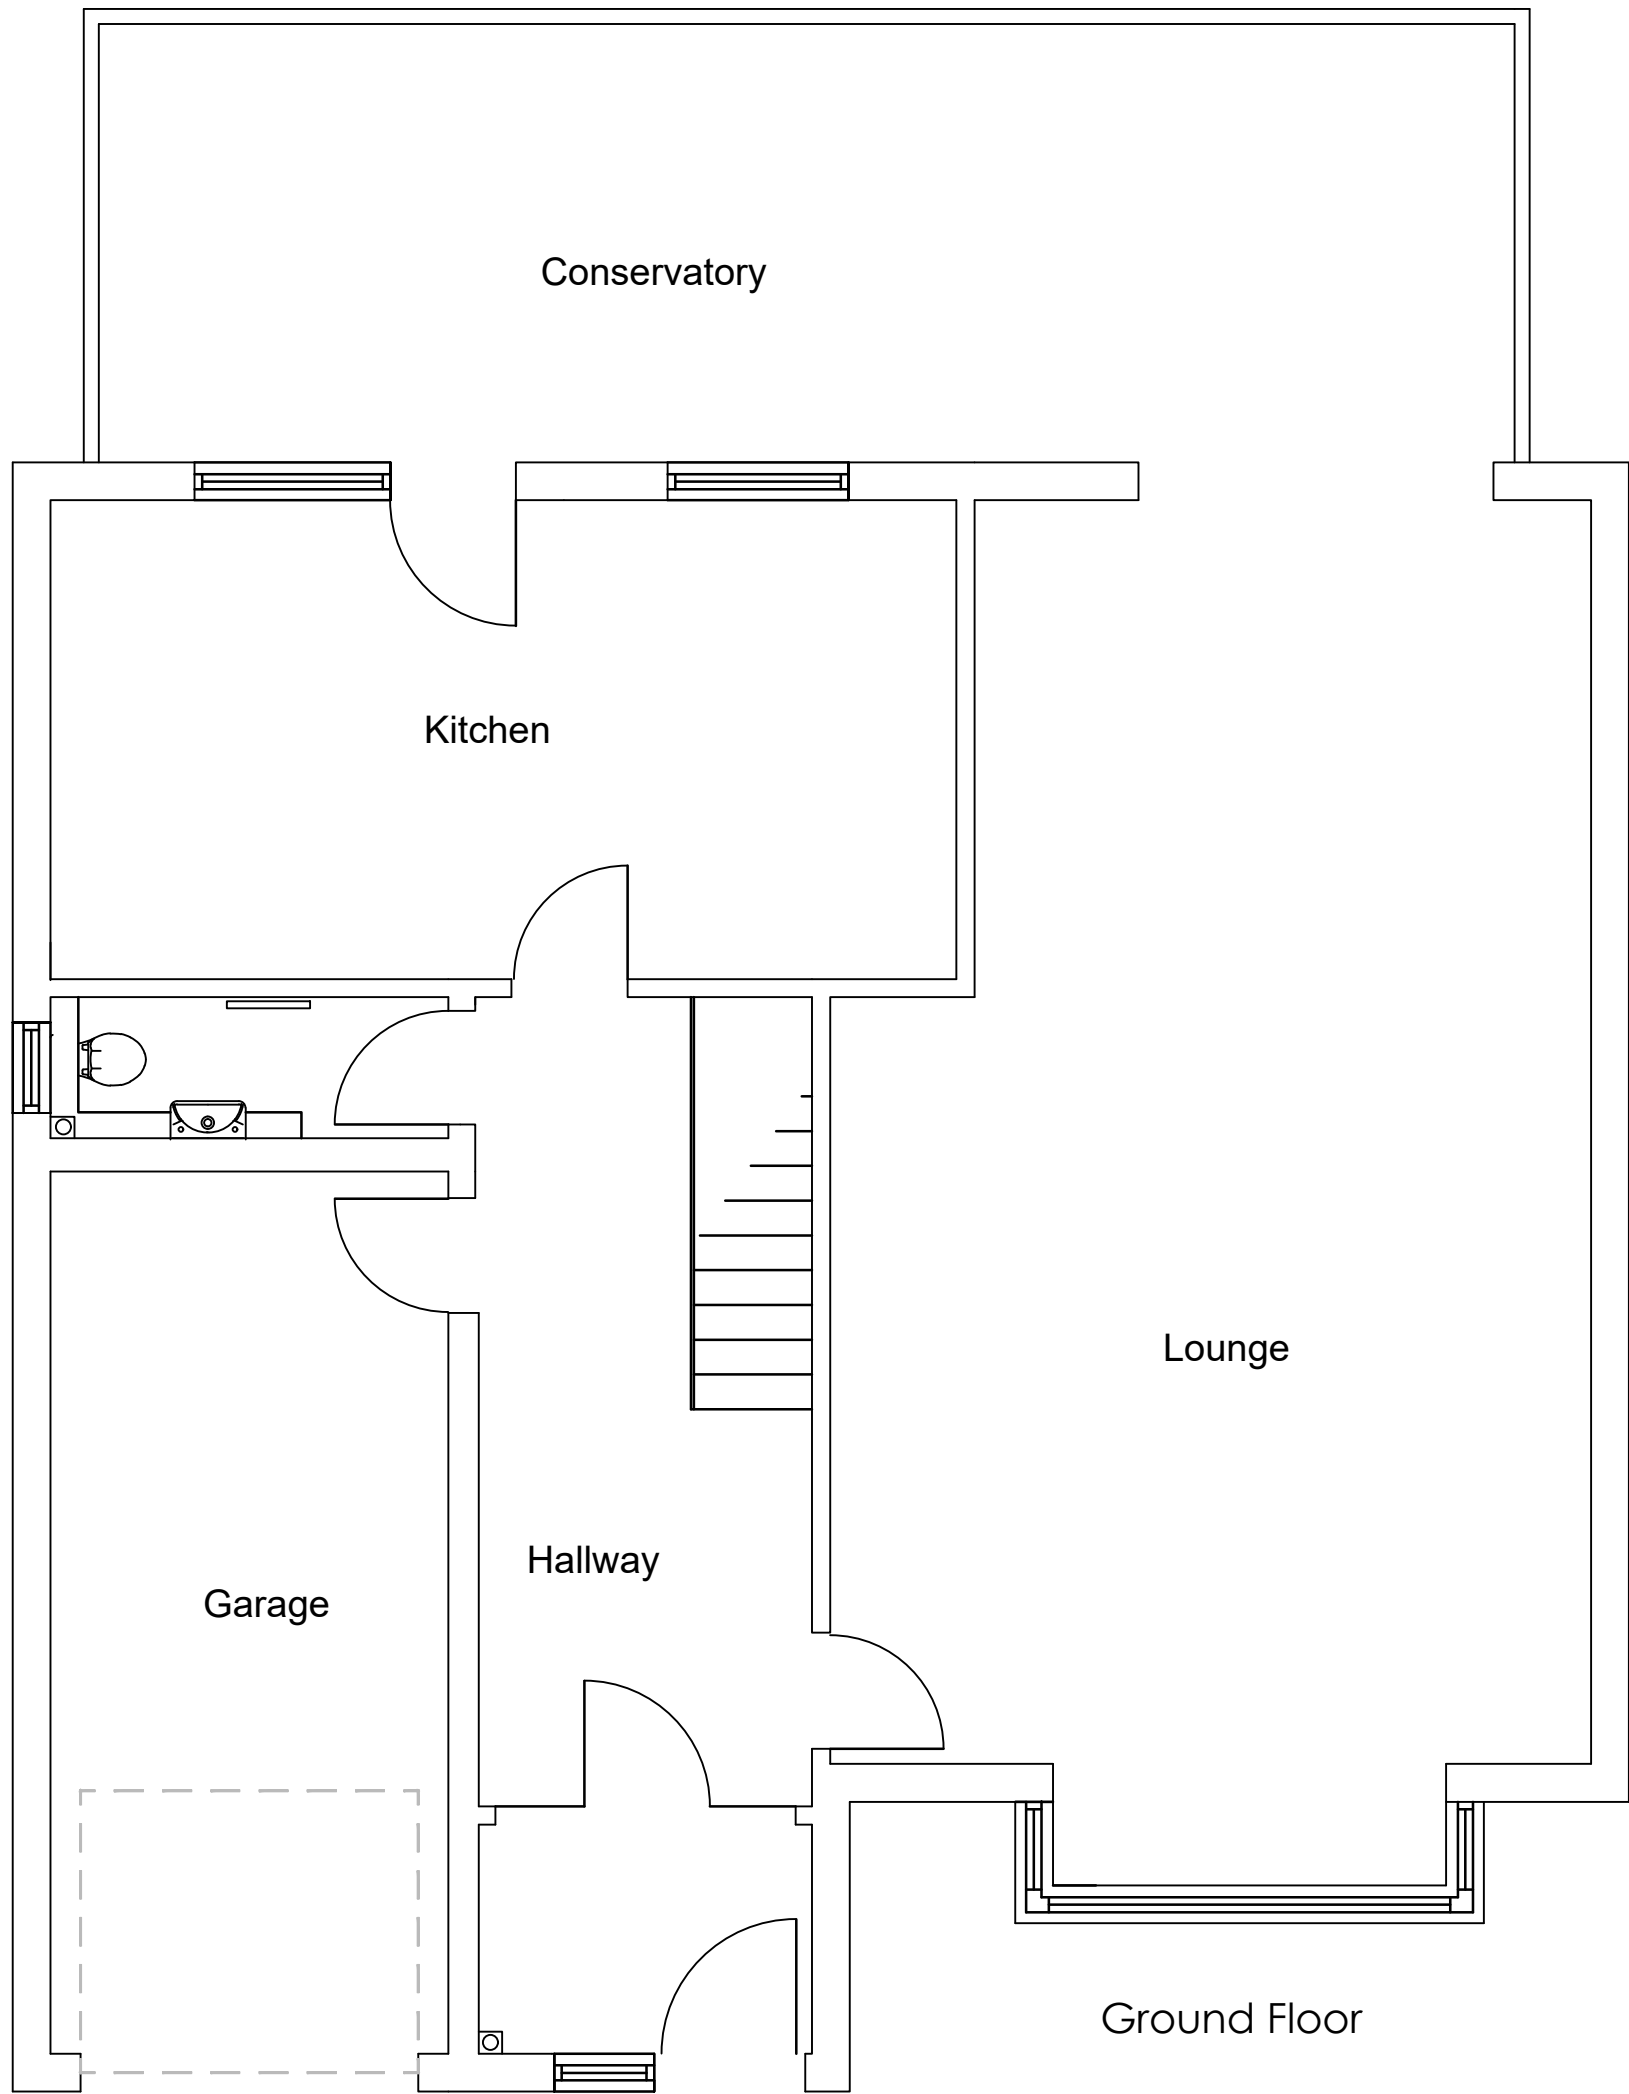 Conservatory
Kitchen
Lounge
Hallway
Garage
Ground Floor